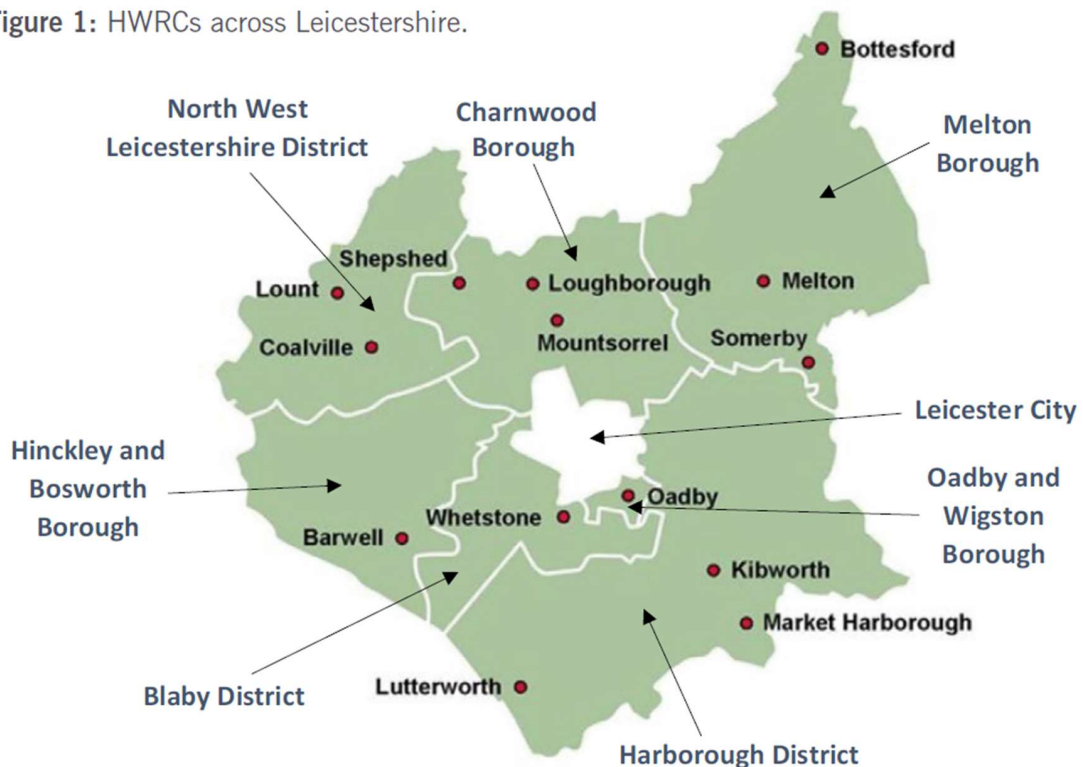 igure 1: HWRCs across Leicestershire.
Bottesford
North West
Leicestershire District
Charnwood
Borough
Melton
Borough
Shepshed
Lount
Loughborough
Melton
Coalville
Mountsorrel
Somerby
Leicester City
Hinckley and
Bosworth
Borough
Oadby and
Wigston
Borough
Oadby
Whetstone
Barwell
Kibworth
Market Harborough
Blaby District
Lutterworth
Harborough District